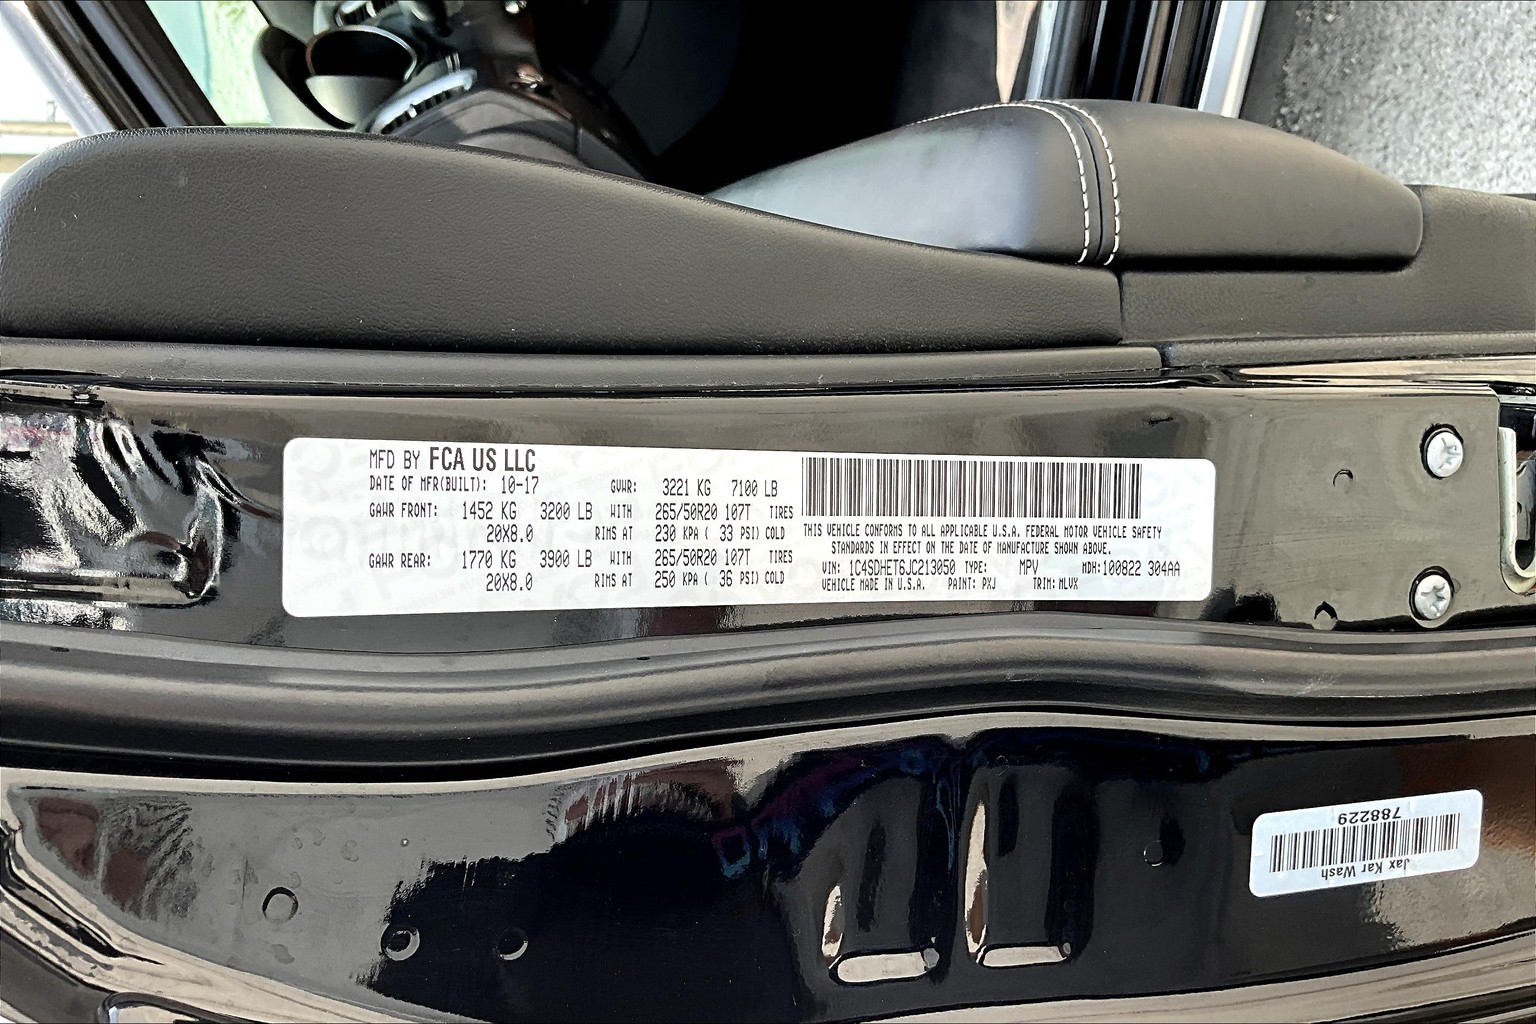 MFD BY FCA US LLC
DATE OF MFR(BUILT): 10-17 GVWR: 3221 KG 7100 LB
GAWR FRONT: 1452 KG 3200 LB WITH 265/50R20 107T TIRES
20X8.0 RIMS AT 230 KPA ( 33 PSI) COLD
GAWR REAR: 1770 KG 3900 LB WITH 265/50R20 107T TIRES
20X8.0 RIMS AT 250 KPA ( 36 PSI) COLD
THIS VEHICLE CONFORMS TO ALL APPLICABLE U.S.A. FEDERAL MOTOR VEHICLE SAFETY
STANDARDS IN EFFECT ON THE DATE OF MANUFACTURE SHOWN ABOVE.
VIN: 1C4SDHET6JC213050 TYPE: MPV MDH:100822 304AA
VEHICLE MADE IN U.S.A. PAINT: PXJ TRIM: MLVX
Jax Kar Wash
788229